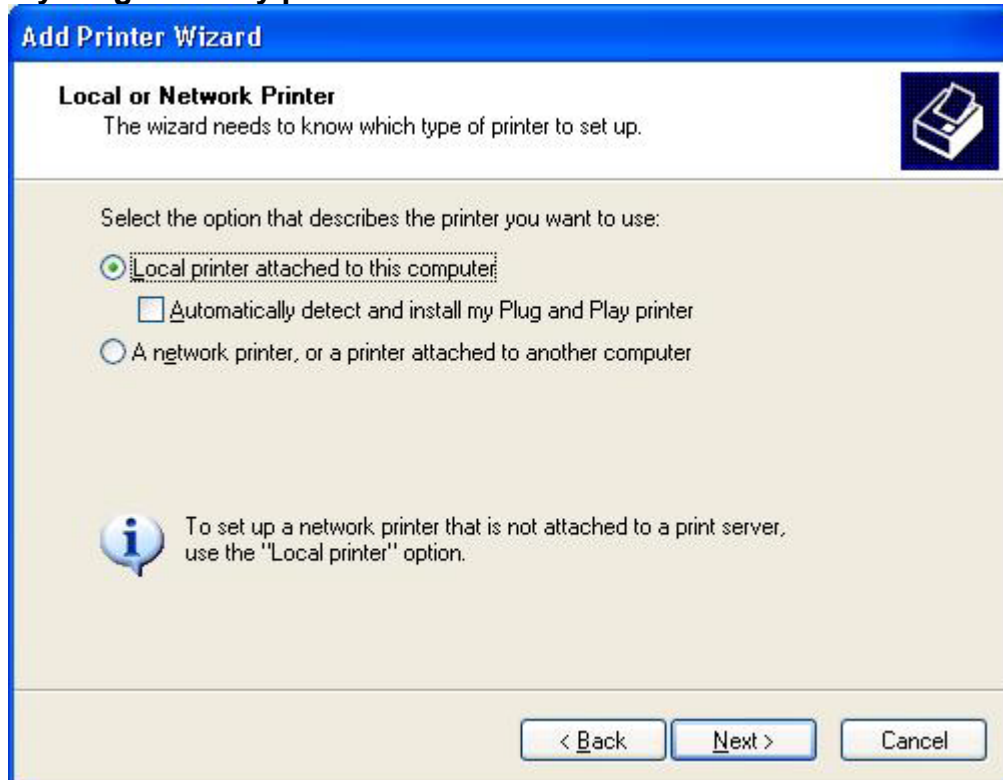 Add Printer Wizard
Local or Network Printer
The wizard needs to know which type of printer to set up.
Select the option that describes the printer you want to use:
Local printer attached to this computer
Automatically detect and install my Plug and Play printer
A network printer, or a printer attached to another computer
To set up a network printer that is not attached to a print server,
use the "Local printer" option.
< Back
Next >
Cancel